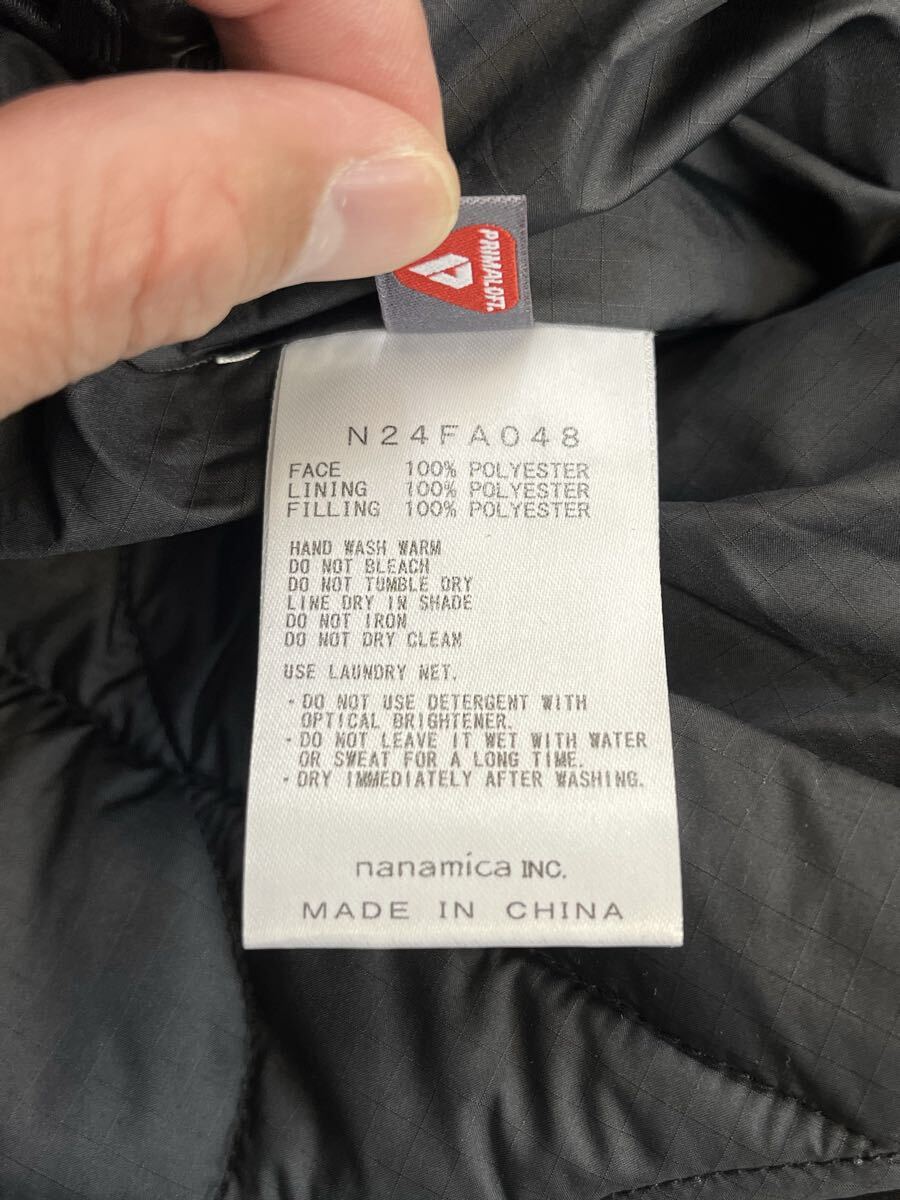 PRIMALOFT.
N24FA048
FACE 100% POLYESTER
LINING 100% POLYESTER
FILLING 100% POLYESTER
HAND WASH WARM
DO NOT BLEACH
DO NOT TUMBLE DRY
LINE DRY IN SHADE
DO NOT IRON
DO NOT DRY CLEAN
USE LAUNDRY NET.
・DO NOT USE DETERGENT WITH
OPTICAL BRIGHTENER.
・DO NOT LEAVE IT WET WITH WATER
OR SWEAT FOR A LONG TIME.
・DRY IMMEDIATELY AFTER WASHING.
nanamica INC.
MADE IN CHINA